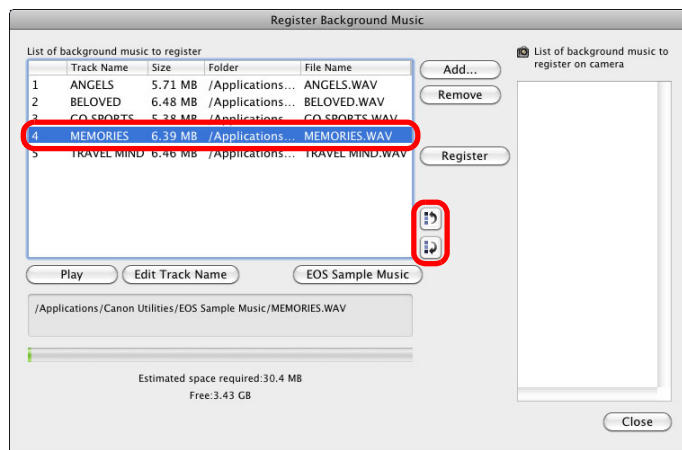 Register Background Music
List of background music to register
Track Name Size Folder File Name
1 ANGELS 5.71 MB /Applications... ANGELS.WAV
2 BELOVED 6.48 MB /Applications... BELOVED.WAV
3 GO SPORTS 5.38 MB /Applications... GO SPORTS.WAV
4 MEMORIES 6.39 MB /Applications... MEMORIES.WAV
5 TRAVEL MIND 6.46 MB /Applications... TRAVEL MIND.WAV
Add...
Remove
Register
Play
Edit Track Name
EOS Sample Music
/Applications/Canon Utilities/EOS Sample Music/MEMORIES.WAV
Estimated space required:30.4 MB
Free:3.43 GB
List of background music to
register on camera
Close